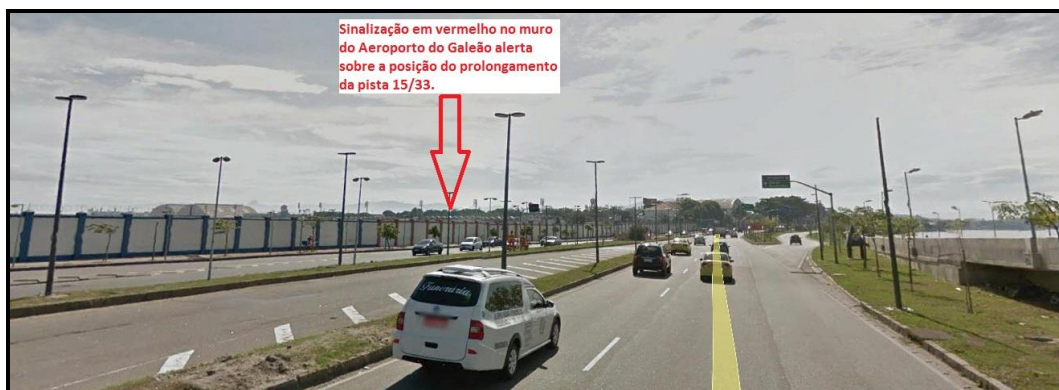 Sinalização em vermelho no muro
do Aeroporto do Galeão alerta
sobre a posição do prolongamento
da pista 15/33.
Funerária